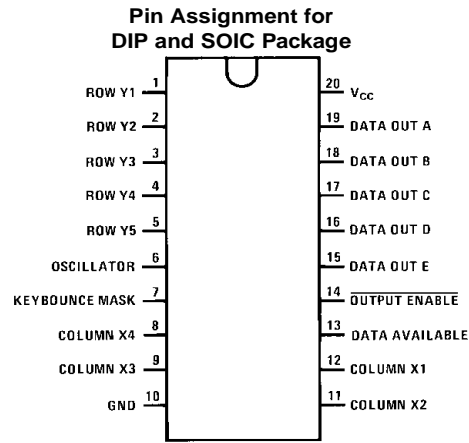 Pin Assignment for
DIP and SOIC Package
ROW Y1 1
ROW Y2 2
ROW Y3 3
ROW Y4 4
ROW Y5 5
OSCILLATOR 6
KEYBOUNCE MASK 7
COLUMN X4 8
COLUMN X3 9
GND 10
20 VCC
19 DATA OUT A
18 DATA OUT B
17 DATA OUT C
16 DATA OUT D
15 DATA OUT E
14 OUTPUT ENABLE
13 DATA AVAILABLE
12 COLUMN X1
11 COLUMN X2